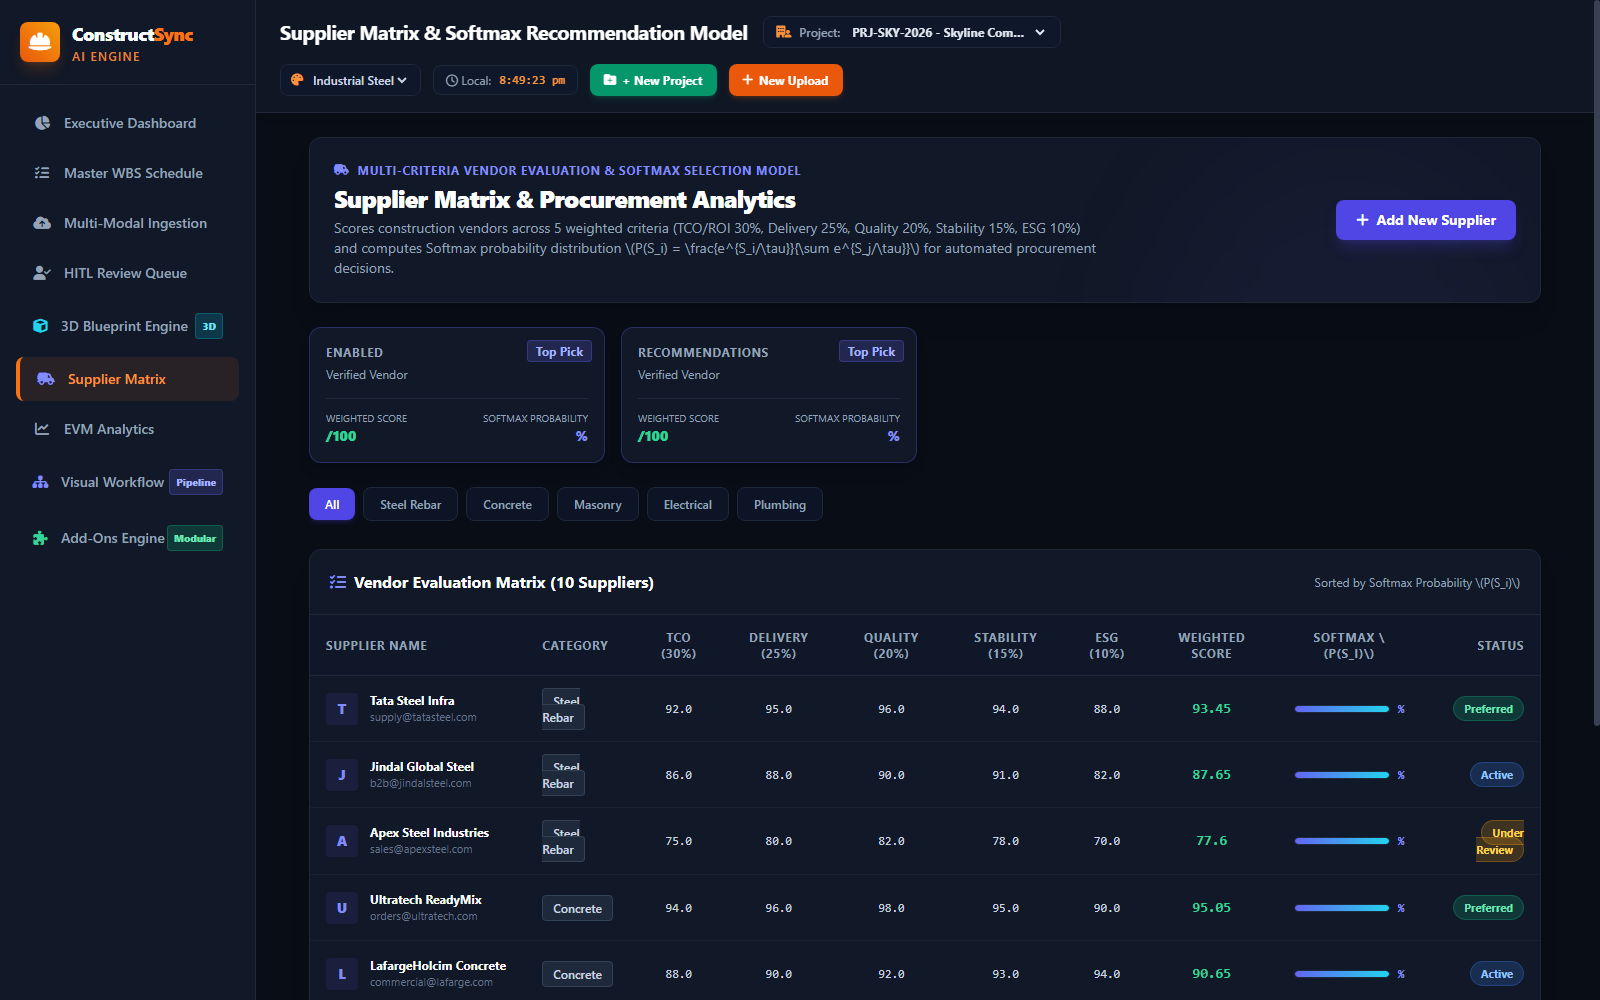 ConstructSync
AI ENGINE
Executive Dashboard
Master WBS Schedule
Multi-Modal Ingestion
HITL Review Queue
3D Blueprint Engine 3D
Supplier Matrix
EVM Analytics
Visual Workflow Pipeline
Add-Ons Engine Modular
Supplier Matrix & Softmax Recommendation Model
Project: PRJ-SKY-2026 - Skyline Com...
Industrial Steel
Local: 8:49:23 pm
+ New Project
+ New Upload
MULTI-CRITERIA VENDOR EVALUATION & SOFTMAX SELECTION MODEL
Supplier Matrix & Procurement Analytics
Scores construction vendors across 5 weighted criteria (TCO/ROI 30%, Delivery 25%, Quality 20%, Stability 15%, ESG 10%)
and computes Softmax probability distribution \(P(S_i) = \frac{e^{S_i/\tau}}{\sum e^{S_j/\tau}}\) for automated procurement
decisions.
+ Add New Supplier
ENABLED Top Pick
Verified Vendor
WEIGHTED SCORE SOFTMAX PROBABILITY
/100 %
RECOMMENDATIONS Top Pick
Verified Vendor
WEIGHTED SCORE SOFTMAX PROBABILITY
/100 %
All Steel Rebar Concrete Masonry Electrical Plumbing
Vendor Evaluation Matrix (10 Suppliers)
Sorted by Softmax Probability \(P(S_i)\)
SUPPLIER NAME CATEGORY TCO (30%) DELIVERY (25%) QUALITY (20%) STABILITY (15%) ESG (10%) WEIGHTED SCORE SOFTMAX \(P(S_I)\) STATUS
T Tata Steel Infra supply@tatasteel.com Steel Rebar 92.0 95.0 96.0 94.0 88.0 93.45 % Preferred
J Jindal Global Steel b2b@jindalsteel.com Steel Rebar 86.0 88.0 90.0 91.0 82.0 87.65 % Active
A Apex Steel Industries sales@apexsteel.com Steel Rebar 75.0 80.0 82.0 78.0 70.0 77.6 % Under Review
U Ultratech ReadyMix orders@ultratech.com Concrete 94.0 96.0 98.0 95.0 90.0 95.05 % Preferred
L LafargeHolcim Concrete commercial@lafarge.com Concrete 88.0 90.0 92.0 93.0 94.0 90.65 % Active